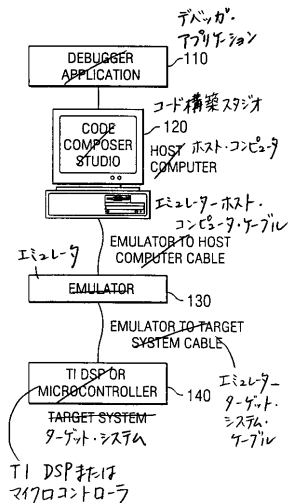 デバッガ・
アプリケーション
DEBUGGER
APPLICATION
110
コード構築スタジオ
CODE
COMPOSER
STUDIO
120
HOST
COMPUTER
ホスト・コンピュータ
エミュレーターホスト・
コンピュータ・ケーブル
EMULATOR TO HOST
COMPUTER CABLE
エミュレータ
EMULATOR
130
EMULATOR TO TARGET
SYSTEM CABLE
TI DSP OR
MICROCONTROLLER
140
エミュレーター
ターゲット・
システム・
ケーブル
TARGET SYSTEM
ターゲット・システム
TI DSPまたは
マイクロコントローラ